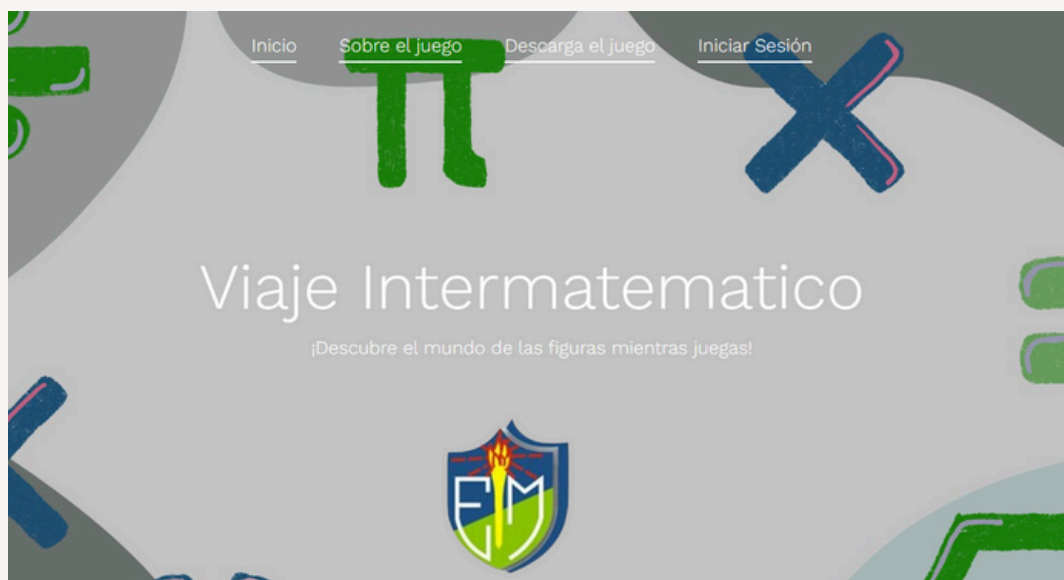 Inicio Sobre el juego Descarga el juego Iniciar Sesión
Viaje Intermatematico
¡Descubre el mundo de las figuras mientras juegas!
EM